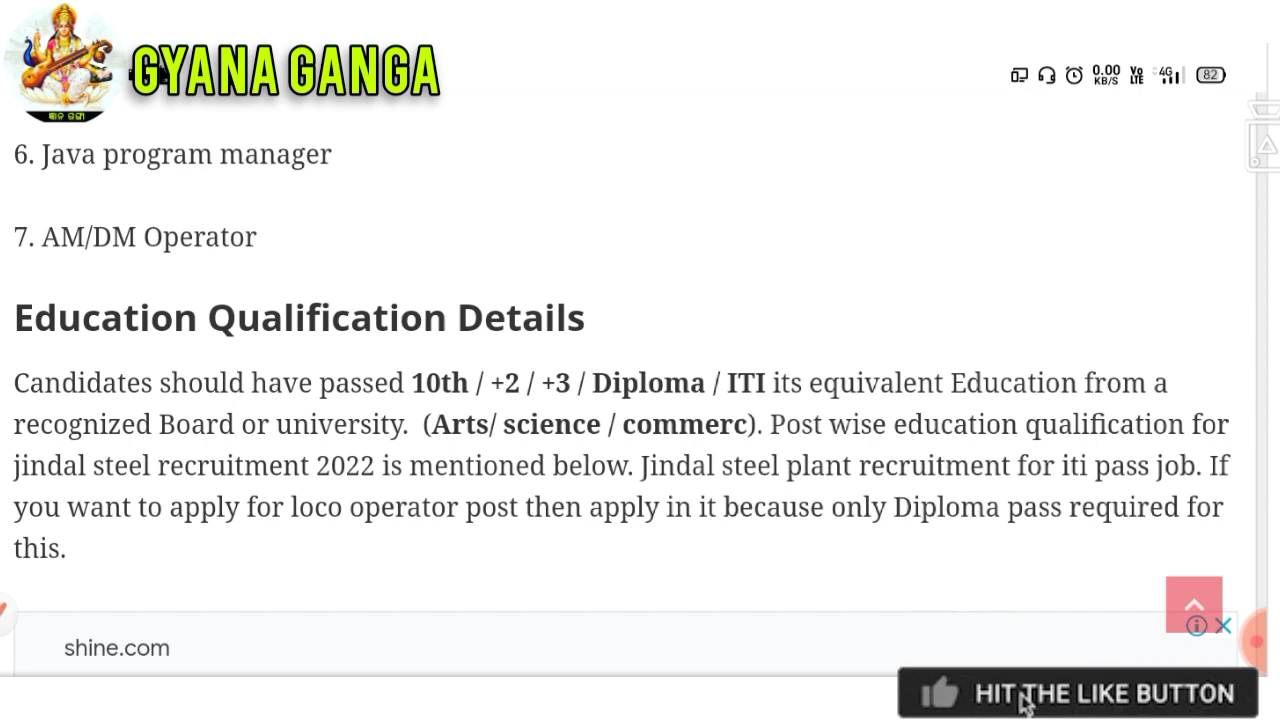 GYANA GANGA
ଜ୍ଞାନ ଗଙ୍ଗା
0.00 KB/S
Vo LTE
4G
82
6. Java program manager
7. AM/DM Operator
Education Qualification Details
Candidates should have passed 10th / +2 / +3 / Diploma / ITI its equivalent Education from a
recognized Board or university. (Arts/ science / commerc). Post wise education qualification for
jindal steel recruitment 2022 is mentioned below. Jindal steel plant recruitment for iti pass job. If
you want to apply for loco operator post then apply in it because only Diploma pass required for
this.
shine.com
HIT THE LIKE BUTTON